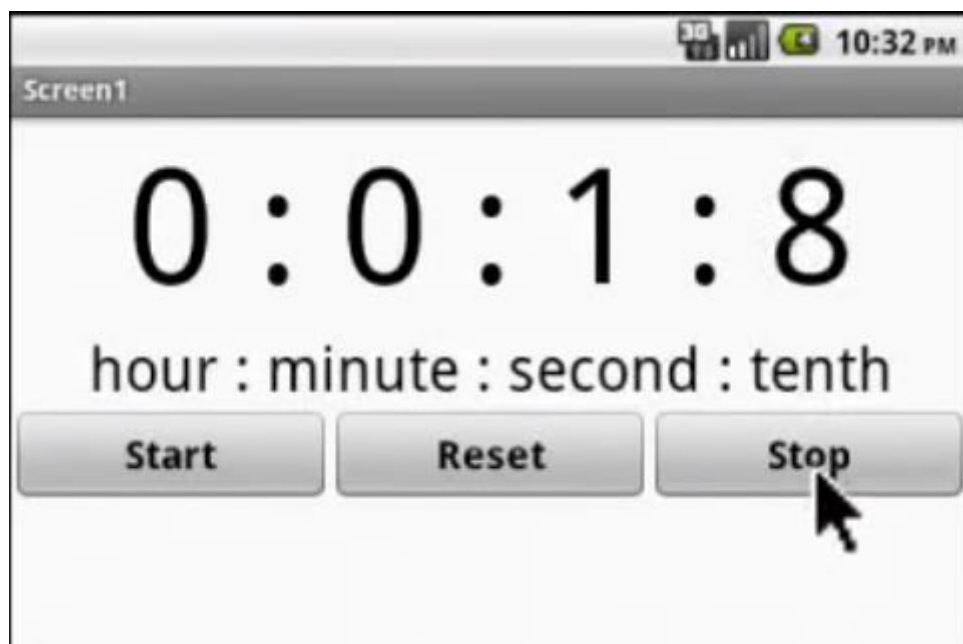 10:32 PM
Screen1
0 : 0 : 1 : 8
hour : minute : second : tenth
Start Reset Stop